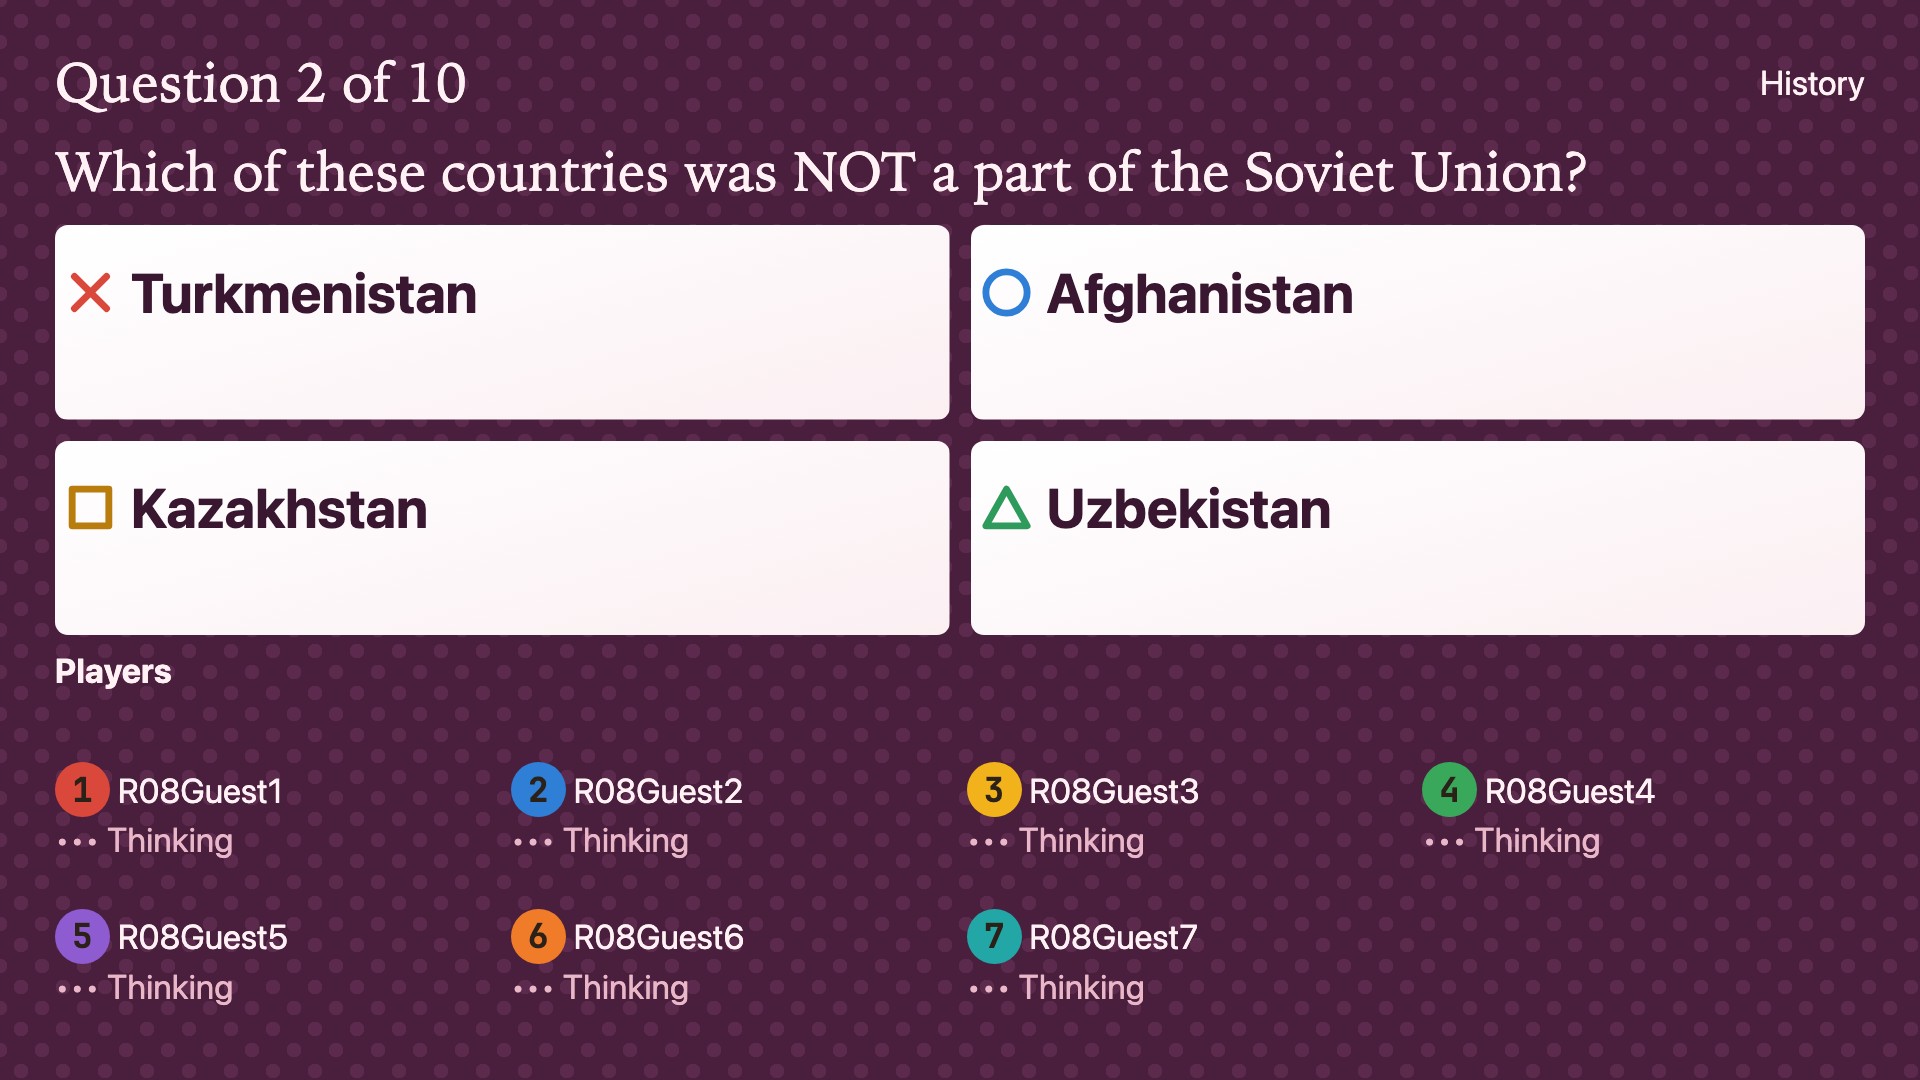 Question 2 of 10
History
Which of these countries was NOT a part of the Soviet Union?
Turkmenistan
Afghanistan
Kazakhstan
Uzbekistan
Players
1 R08Guest1
••• Thinking
2 R08Guest2
••• Thinking
3 R08Guest3
••• Thinking
4 R08Guest4
••• Thinking
5 R08Guest5
••• Thinking
6 R08Guest6
••• Thinking
7 R08Guest7
••• Thinking